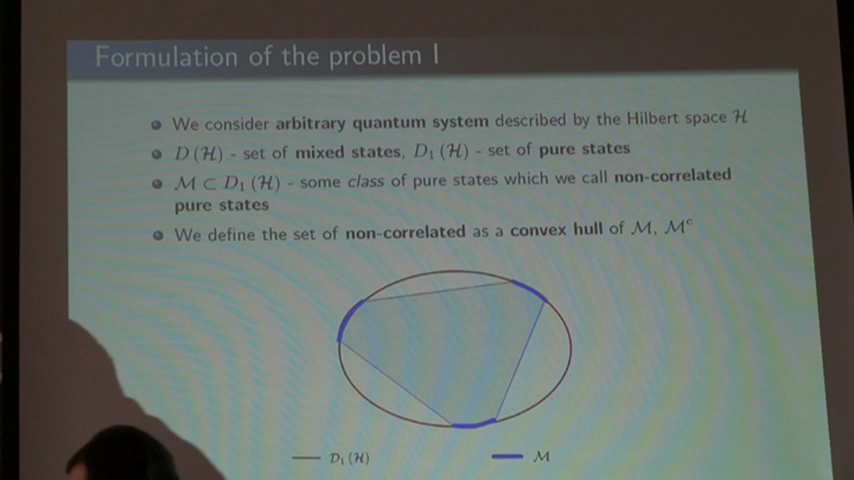 Formulation of the problem I
We consider arbitrary quantum system described by the Hilbert space ℋ
D (ℋ) - set of mixed states, D₁ (ℋ) - set of pure states
ℳ ⊂ D₁ (ℋ) - some class of pure states which we call non-correlated
pure states
We define the set of non-correlated as a convex hull of ℳ, ℳᶜ
D₁ (ℋ)
ℳ